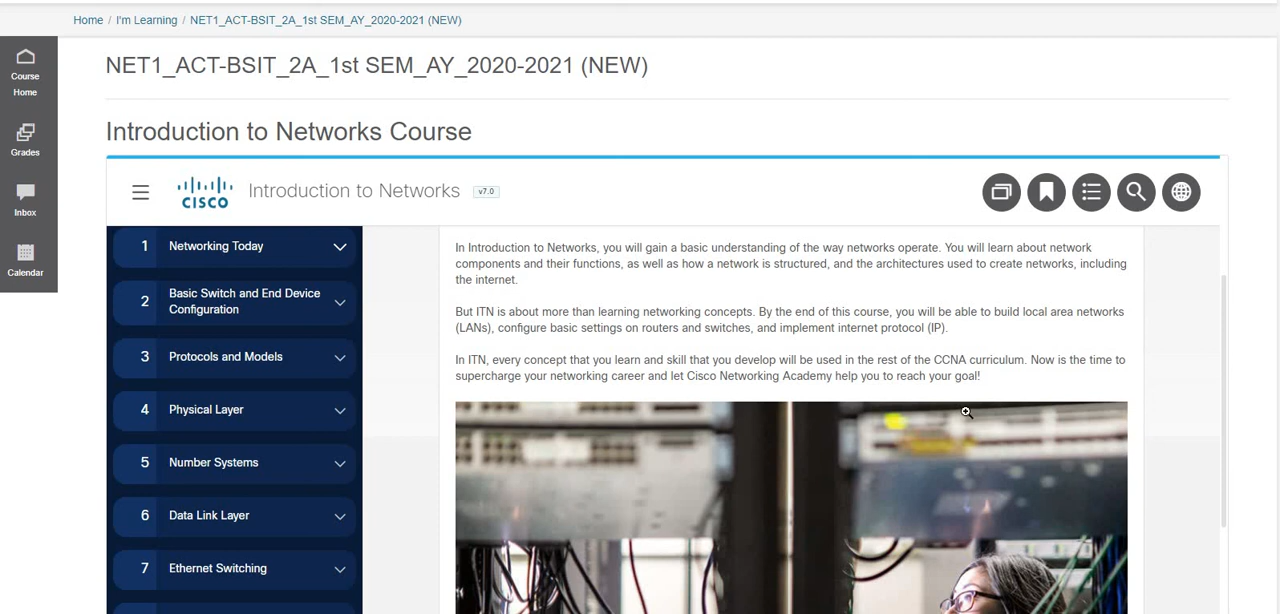 Home / I'm Learning / NET1_ACT-BSIT_2A_1st SEM_AY_2020-2021 (NEW)
Course
Home
Grades
Inbox
Calendar
NET1_ACT-BSIT_2A_1st SEM_AY_2020-2021 (NEW)
Introduction to Networks Course
CISCO Introduction to Networks v7.0
1 Networking Today
2 Basic Switch and End Device
Configuration
3 Protocols and Models
4 Physical Layer
5 Number Systems
6 Data Link Layer
7 Ethernet Switching
In Introduction to Networks, you will gain a basic understanding of the way networks operate. You will learn about network
components and their functions, as well as how a network is structured, and the architectures used to create networks, including
the internet.
But ITN is about more than learning networking concepts. By the end of this course, you will be able to build local area networks
(LANs), configure basic settings on routers and switches, and implement internet protocol (IP).
In ITN, every concept that you learn and skill that you develop will be used in the rest of the CCNA curriculum. Now is the time to
supercharge your networking career and let Cisco Networking Academy help you to reach your goal!